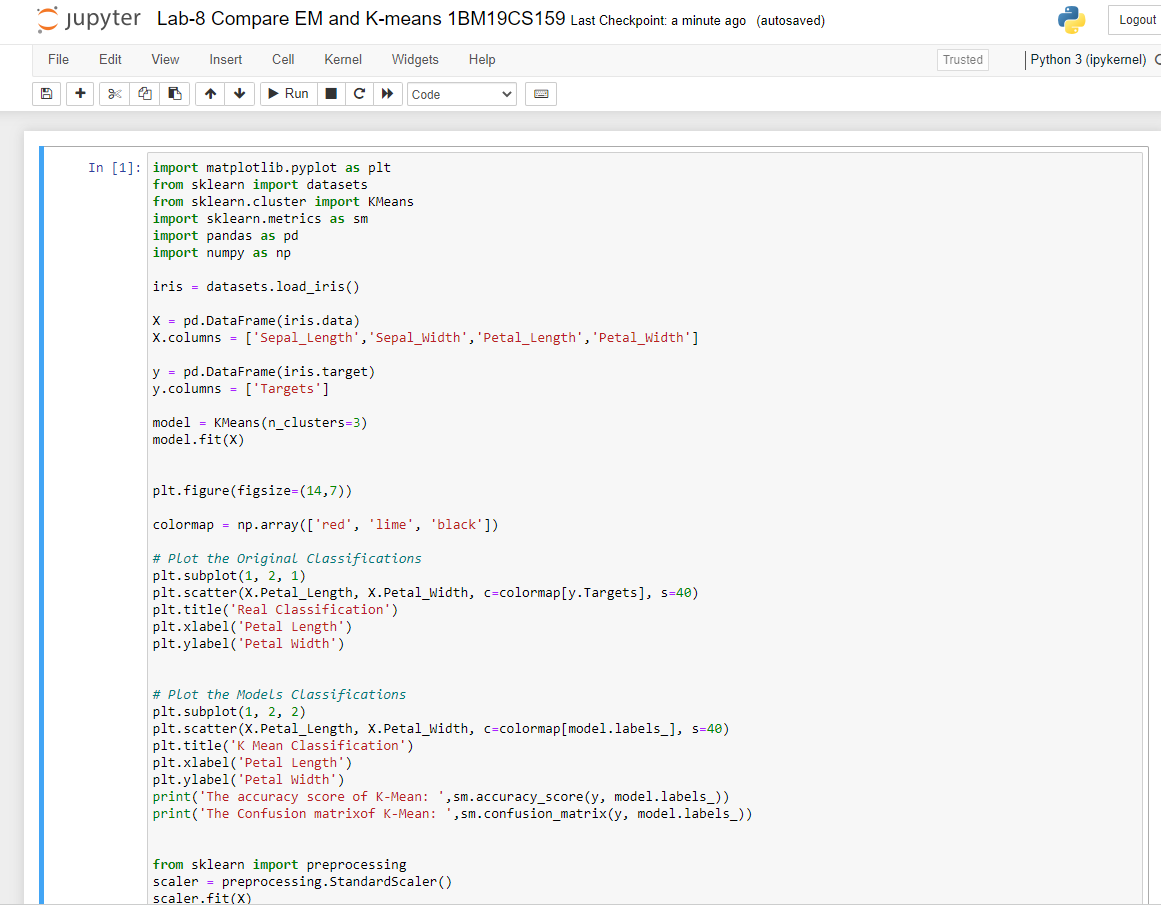 jupyter Lab-8 Compare EM and K-means 1BM19CS159 Last Checkpoint: a minute ago (autosaved)
Logout
File Edit View Insert Cell Kernel Widgets Help Trusted Python 3 (ipykernel)
Run Code
In [1]:
import matplotlib.pyplot as plt
from sklearn import datasets
from sklearn.cluster import KMeans
import sklearn.metrics as sm
import pandas as pd
import numpy as np
iris = datasets.load_iris()
X = pd.DataFrame(iris.data)
X.columns = ['Sepal_Length','Sepal_Width','Petal_Length','Petal_Width']
y = pd.DataFrame(iris.target)
y.columns = ['Targets']
model = KMeans(n_clusters=3)
model.fit(X)
plt.figure(figsize=(14,7))
colormap = np.array(['red', 'lime', 'black'])
# Plot the Original Classifications
plt.subplot(1, 2, 1)
plt.scatter(X.Petal_Length, X.Petal_Width, c=colormap[y.Targets], s=40)
plt.title('Real Classification')
plt.xlabel('Petal Length')
plt.ylabel('Petal Width')
# Plot the Models Classifications
plt.subplot(1, 2, 2)
plt.scatter(X.Petal_Length, X.Petal_Width, c=colormap[model.labels_], s=40)
plt.title('K Mean Classification')
plt.xlabel('Petal Length')
plt.ylabel('Petal Width')
print('The accuracy score of K-Mean: ',sm.accuracy_score(y, model.labels_))
print('The Confusion matrixof K-Mean: ',sm.confusion_matrix(y, model.labels_))
from sklearn import preprocessing
scaler = preprocessing.StandardScaler()
scaler.fit(X)